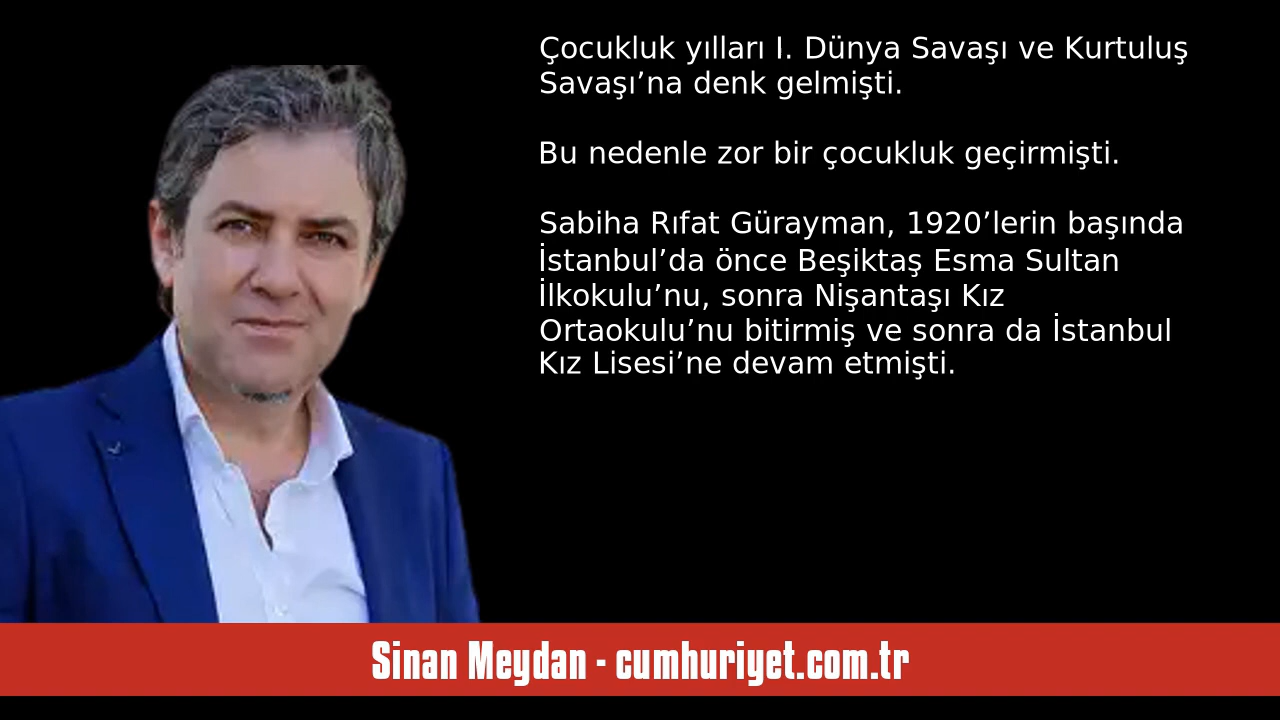 Çocukluk yılları I. Dünya Savaşı ve Kurtuluş
Savaşı’na denk gelmişti.
Bu nedenle zor bir çocukluk geçirmişti.
Sabiha Rıfat Gürayman, 1920’lerin başında
İstanbul’da önce Beşiktaş Esma Sultan
İlkokulu’nu, sonra Nişantaşı Kız
Ortaokulu’nu bitirmiş ve sonra da İstanbul
Kız Lisesi’ne devam etmişti.
Sinan Meydan - cumhuriyet.com.tr